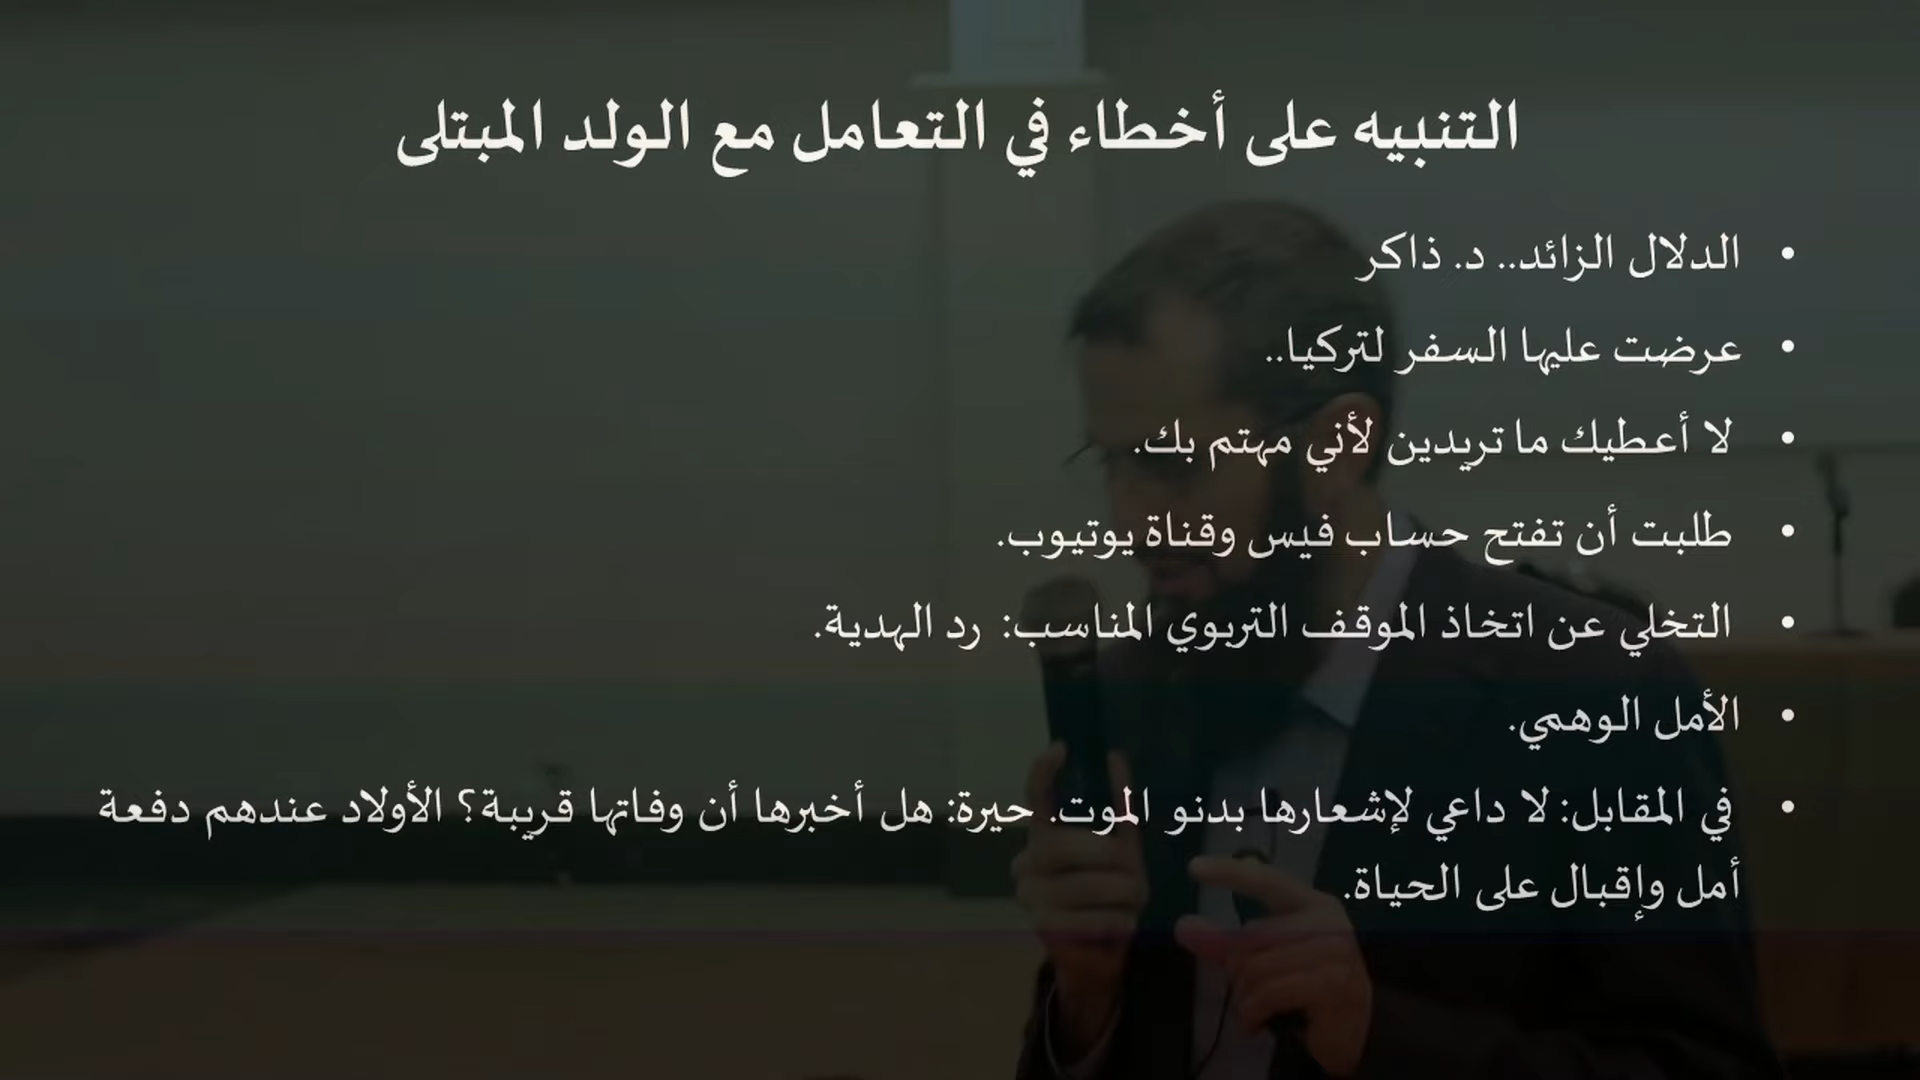 التنبيه على أخطاء في التعامل مع الولد المبتلى
• الدلال الزائد.. د. ذاكر
• عرضت عليها السفر لتركيا..
• لا أعطيك ما تريدين لأني مهتم بك.
• طلبت أن تفتح حساب فيس وقناة يوتيوب.
• التخلي عن اتخاذ الموقف التربوي المناسب: رد الهدية.
• الأمل الوهمي.
• في المقابل: لا داعي لإشعارها بدنو الموت. حيرة: هل أخبرها أن وفاتها قريبة؟ الأولاد عندهم دفعة
أمل وإقبال على الحياة.